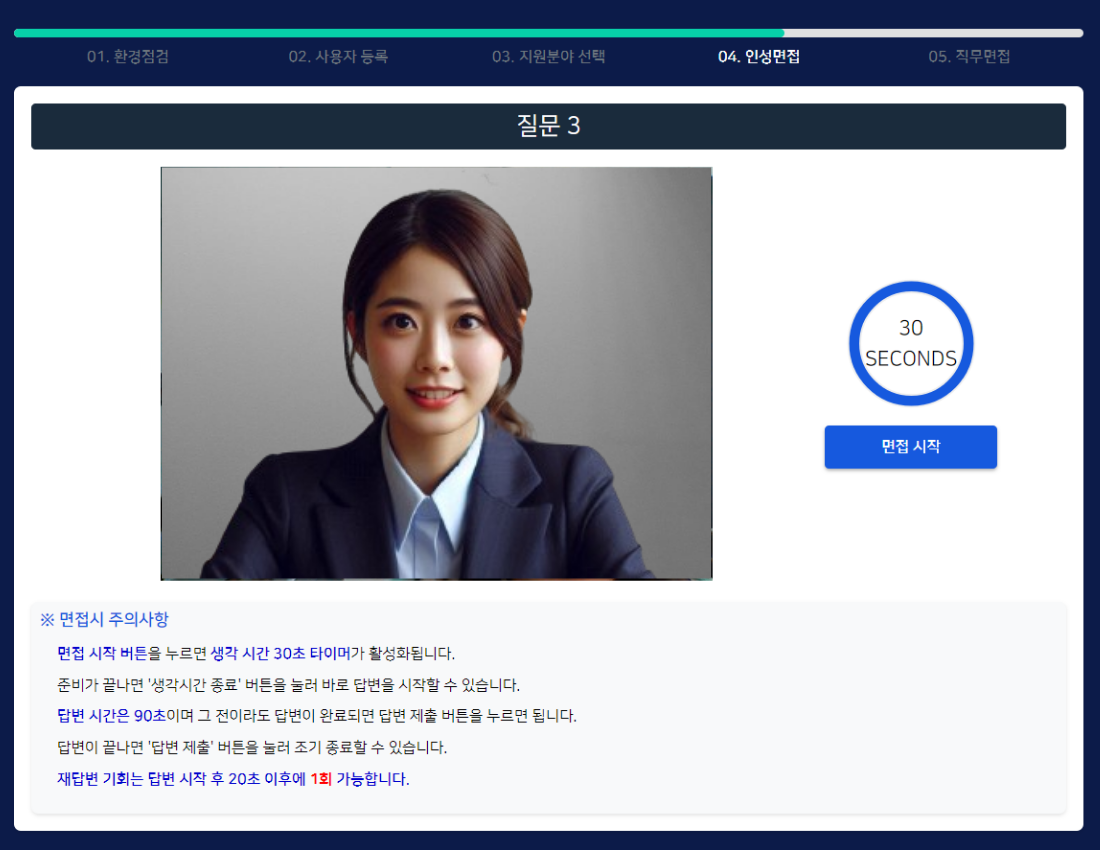 01. 환경점검
02. 사용자 등록
03. 지원분야 선택
04. 인성면접
05. 직무면접
질문 3
30
SECONDS
면접 시작
※ 면접시 주의사항
면접 시작 버튼을 누르면 생각 시간 30초 타이머가 활성화됩니다.
준비가 끝나면 '생각시간 종료' 버튼을 눌러 바로 답변을 시작할 수 있습니다.
답변 시간은 90초이며 그 전이라도 답변이 완료되면 답변 제출 버튼을 누르면 됩니다.
답변이 끝나면 '답변 제출' 버튼을 눌러 조기 종료할 수 있습니다.
재답변 기회는 답변 시작 후 20초 이후에 1회 가능합니다.